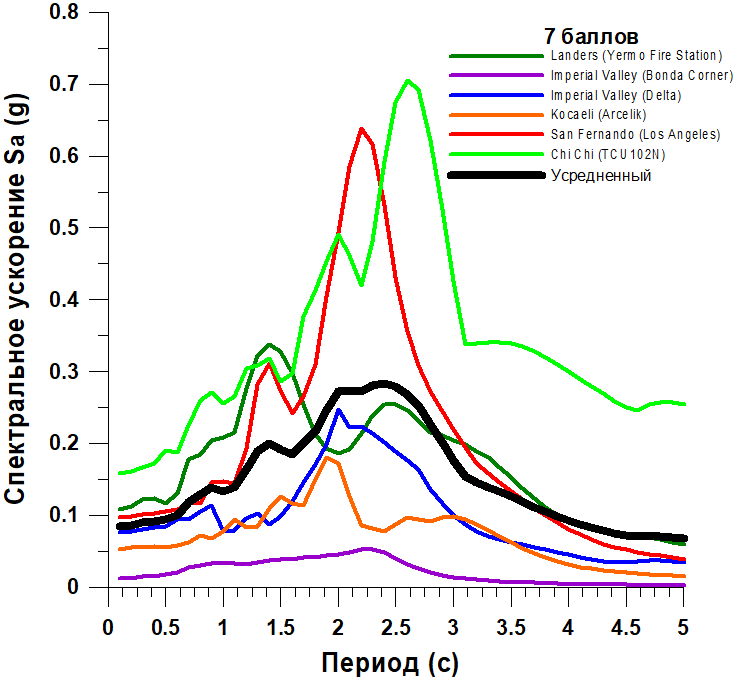 7 баллов
Landers (Yermo Fire Station)
Imperial Valley (Bonda Corner)
Imperial Valley (Delta)
Kocaeli (Arcelik)
San Fernando (Los Angeles)
Chi Chi (TCU102N)
Усредненный
Спектральное ускорение Sa (g)
0.8
0.7
0.6
0.5
0.4
0.3
0.2
0.1
0
0 0.5 1 1.5 2 2.5 3 3.5 4 4.5 5
Период (с)